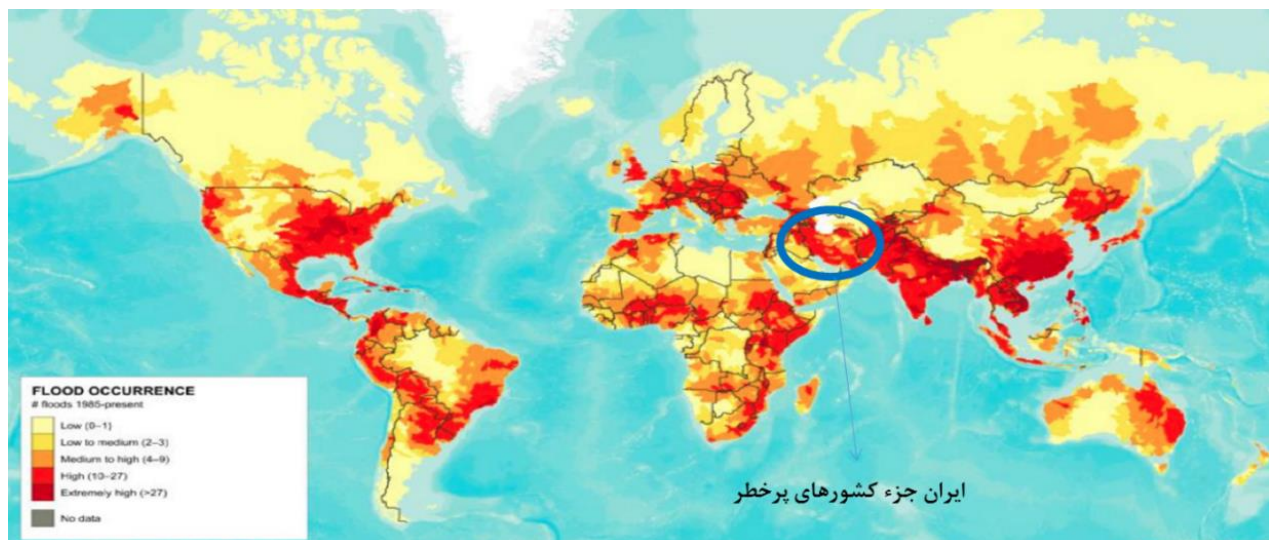 FLOOD OCCURRENCE
# floods 1985-present
Low (0–1)
Low to medium (2–3)
Medium to high (4–9)
High (10–27)
Extremely high (>27)
No data
ایران جزء کشورهای پرخطر